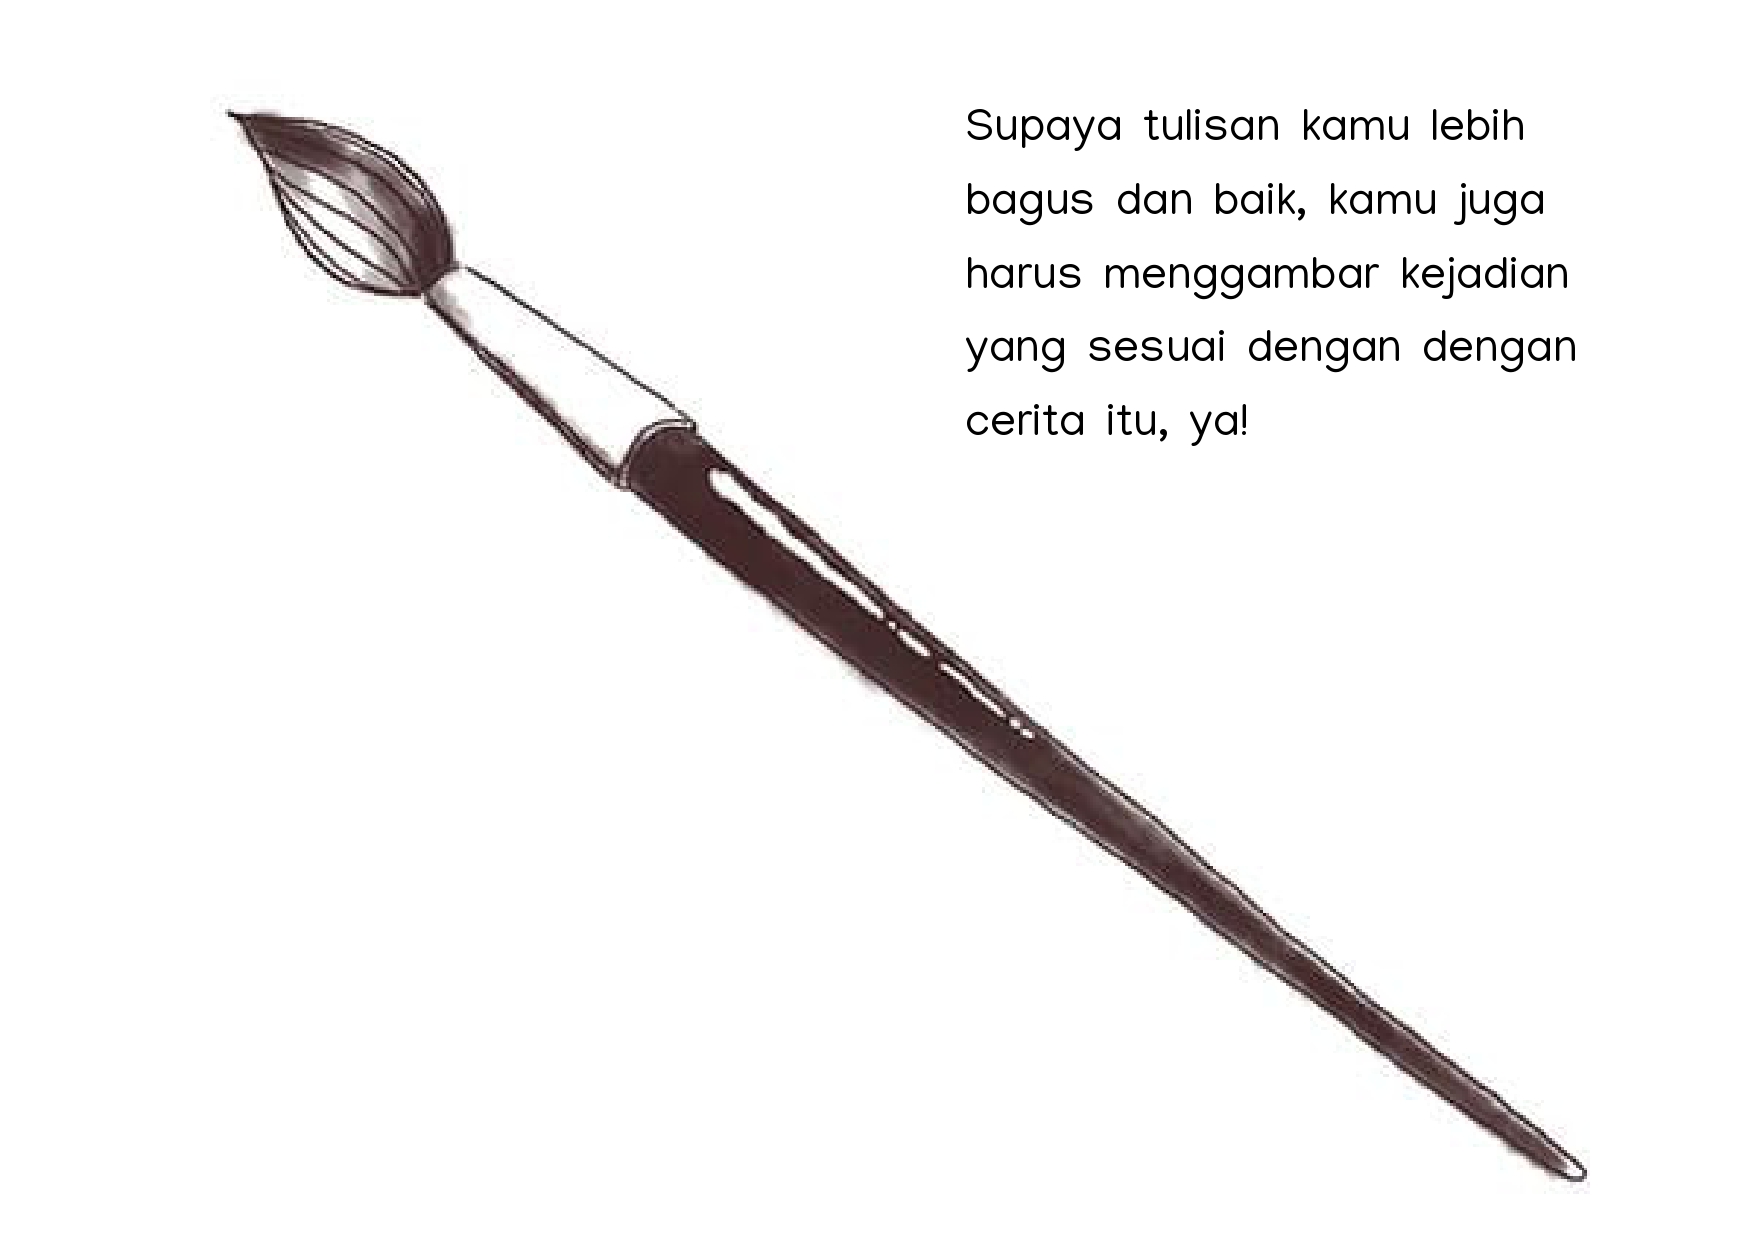 Supaya tulisan kamu lebih
bagus dan baik, kamu juga
harus menggambar kejadian
yang sesuai dengan dengan
cerita itu, ya!